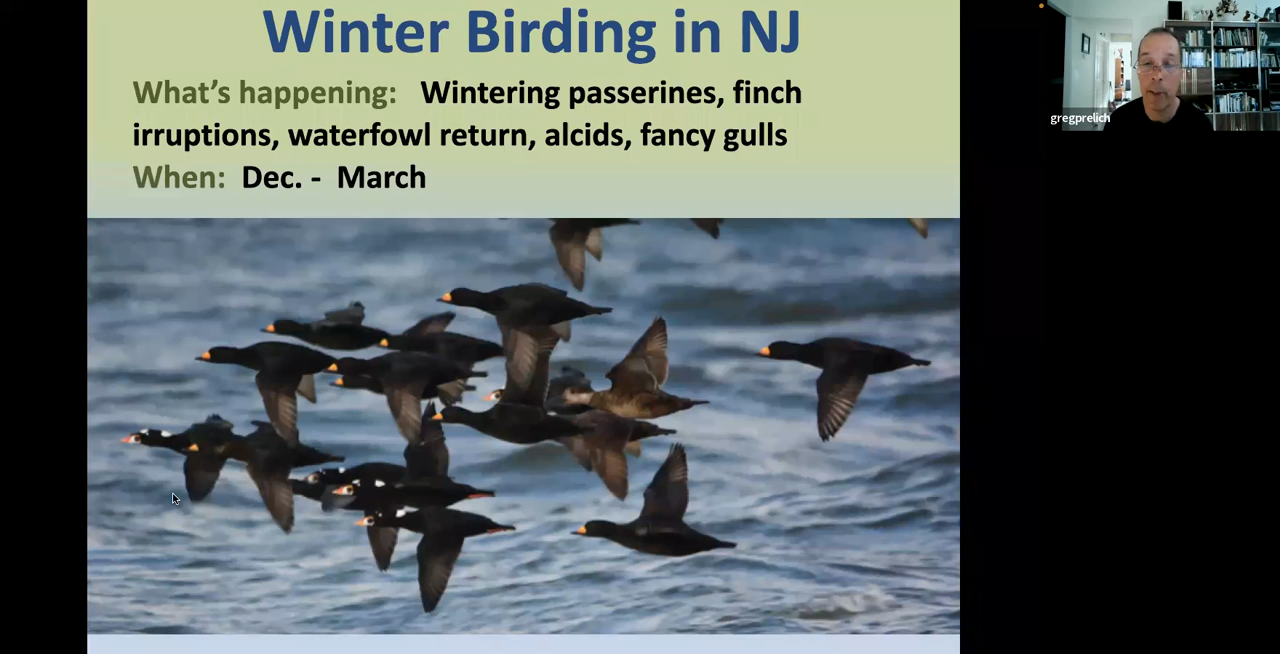 Winter Birding in NJ
What's happening: Wintering passerines, finch
irruptions, waterfowl return, alcids, fancy gulls
When: Dec. - March
gregprelich